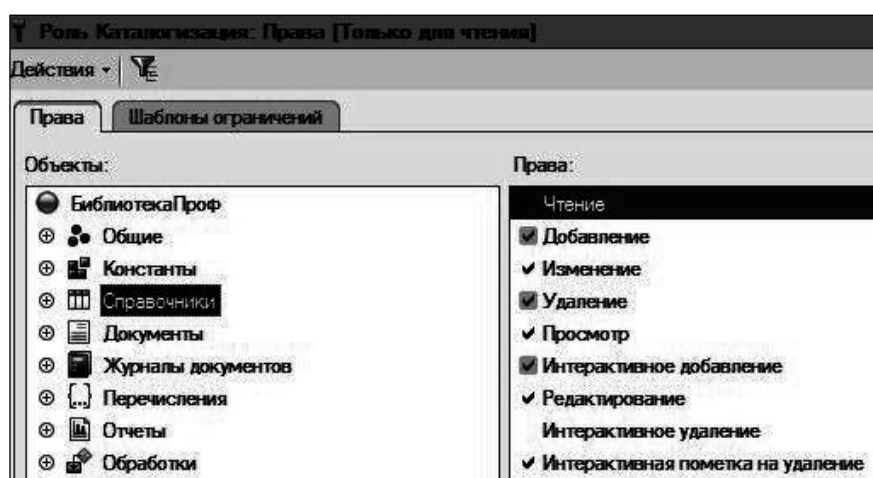 Роль Каталогизация: Права [Только для чтения]
Действия
Права Шаблоны ограничений
Объекты: Права:
БиблиотекаПроф
Общие
Константы
Справочники
Документы
Журналы документов
Перечисления
Отчеты
Обработки
Чтение
Добавление
Изменение
Удаление
Просмотр
Интерактивное добавление
Редактирование
Интерактивное удаление
Интерактивная пометка на удаление